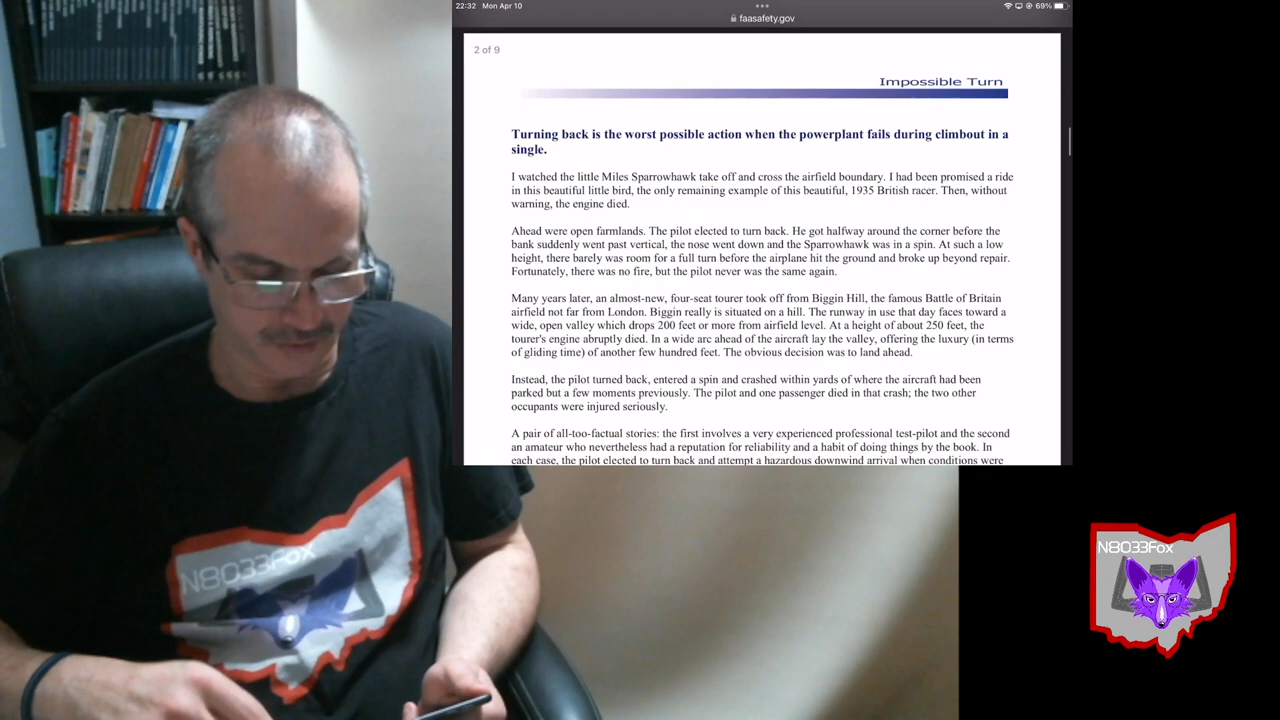 22:32 Mon Apr 10
69%
faasafety.gov
2 of 9
Impossible Turn
Turning back is the worst possible action when the powerplant fails during climbout in a
single.
I watched the little Miles Sparrowhawk take off and cross the airfield boundary. I had been promised a ride
in this beautiful little bird, the only remaining example of this beautiful, 1935 British racer. Then, without
warning, the engine died.
Ahead were open farmlands. The pilot elected to turn back. He got halfway around the corner before the
bank suddenly went past vertical, the nose went down and the Sparrowhawk was in a spin. At such a low
height, there barely was room for a full turn before the airplane hit the ground and broke up beyond repair.
Fortunately, there was no fire, but the pilot never was the same again.
Many years later, an almost-new, four-seat tourer took off from Biggin Hill, the famous Battle of Britain
airfield not far from London. Biggin really is situated on a hill. The runway in use that day faces toward a
wide, open valley which drops 200 feet or more from airfield level. At a height of about 250 feet, the
tourer's engine abruptly died. In a wide arc ahead of the aircraft lay the valley, offering the luxury (in terms
of gliding time) of another few hundred feet. The obvious decision was to land ahead.
Instead, the pilot turned back, entered a spin and crashed within yards of where the aircraft had been
parked but a few moments previously. The pilot and one passenger died in that crash; the two other
occupants were injured seriously.
A pair of all-too-factual stories: the first involves a very experienced professional test-pilot and the second
an amateur who nevertheless had a reputation for reliability and a habit of doing things by the book. In
each case, the pilot elected to turn back and attempt a hazardous downwind arrival when conditions were
N8033Fox
N8033Fox